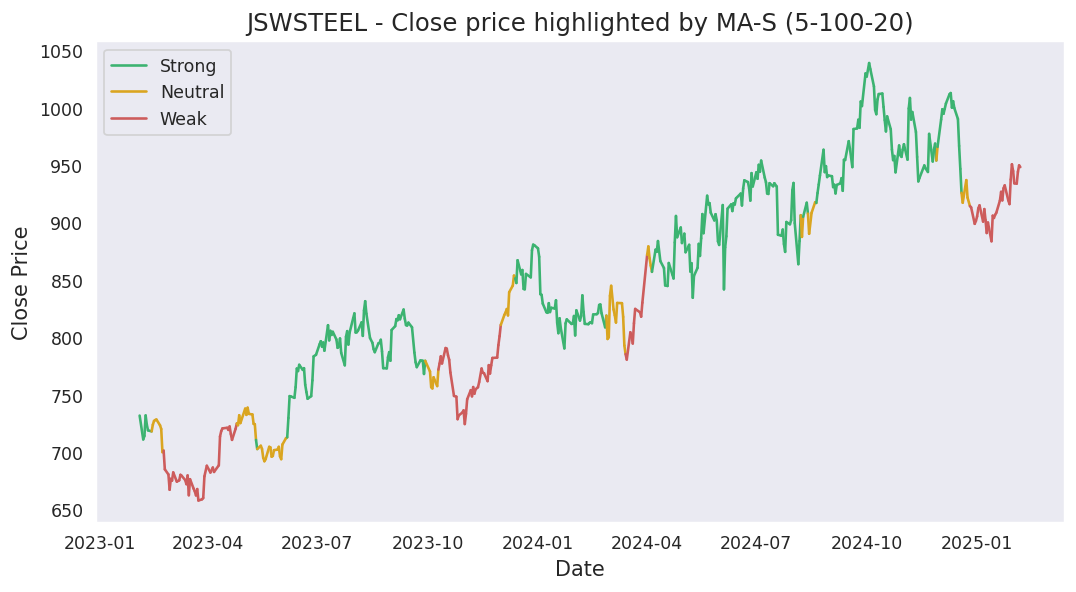 JSWSTEEL - Close price highlighted by MA-S (5-100-20)
Strong
Neutral
Weak
Close Price
1050
1000
950
900
850
800
750
700
650
2023-01 2023-04 2023-07 2023-10 2024-01 2024-04 2024-07 2024-10 2025-01
Date